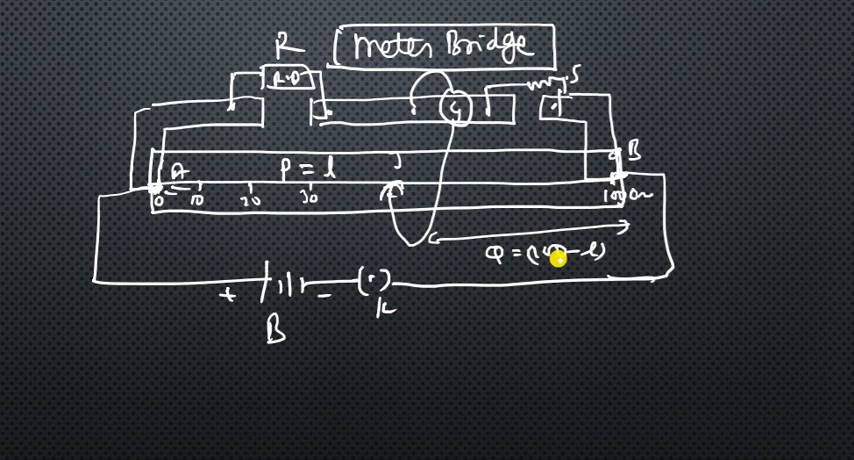 R
Meter Bridge
R.B
S
G
A
P = l
J
B
0 10 20 30
100 cm
Q = (100 - l)
+ - (·)
K
B